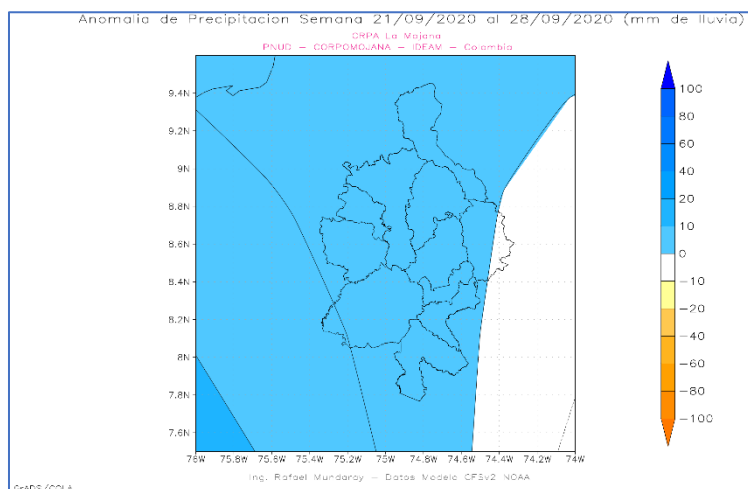 Anomalia de Precipitacion Semana 21/09/2020 al 28/09/2020 (mm de lluvia)
CRPA La Mojana
PNUD – CORPOMOJANA – IDEAM – Colombia
9.4N
9.2N
9N
8.8N
8.6N
8.4N
8.2N
8N
7.8N
7.6N
76W 75.8W 75.6W 75.4W 75.2W 75W 74.8W 74.6W 74.4W 74.2W 74W
100
80
60
40
20
10
0
−10
−20
−40
−60
−80
−100
Ing. Rafael Mundaray – Datos Modelo CFSv2 NOAA
GrADS/COLA